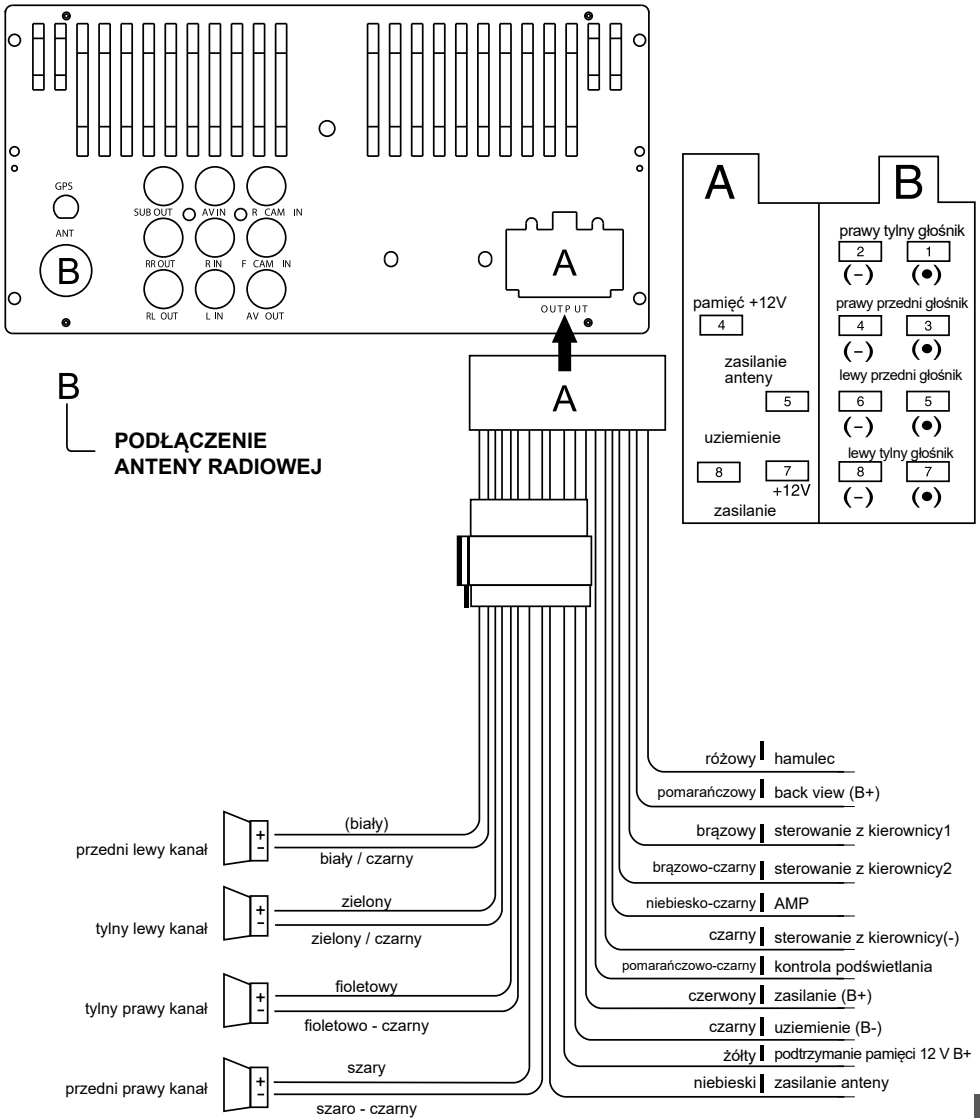 GPS
ANT
B
SUB OUT AV IN R CAM IN
RR OUT R IN F CAM IN
RL OUT L IN AV OUT
A
OUTPUT
B
PODŁĄCZENIE
ANTENY RADIOWEJ
A
A
pamięć +12V
4
zasilanie
anteny
5
uziemienie
8 7
+12V
zasilanie
B
prawy tylny głośnik
2 1
(-) (•)
prawy przedni głośnik
4 3
(-) (•)
lewy przedni głośnik
6 5
(-) (•)
lewy tylny głośnik
8 7
(-) (•)
przedni lewy kanał
+
-
(biały)
biały / czarny
tylny lewy kanał
+
-
zielony
zielony / czarny
tylny prawy kanał
+
-
fioletowy
fioletowo - czarny
przedni prawy kanał
+
-
szary
szaro - czarny
różowy hamulec
pomarańczowy back view (B+)
brązowy sterowanie z kierownicy1
brązowo-czarny sterowanie z kierownicy2
niebiesko-czarny AMP
czarny sterowanie z kierownicy(-)
pomarańczowo-czarny kontrola podświetlania
czerwony zasilanie (B+)
czarny uziemienie (B-)
żółty podtrzymanie pamięci 12 V B+
niebieski zasilanie anteny